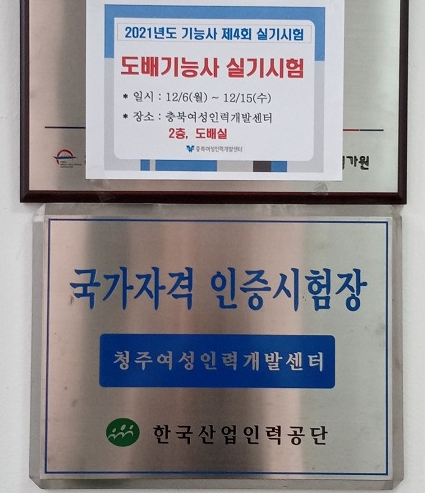 2021년도 기능사 제4회 실기시험
도배기능사 실기시험
* 일시 : 12/6(월) ~ 12/15(수)
* 장소 : 충북여성인력개발센터
2층, 도배실
충북여성인력개발센터
가원
국가자격 인증시험장
청주여성인력개발센터
한국산업인력공단